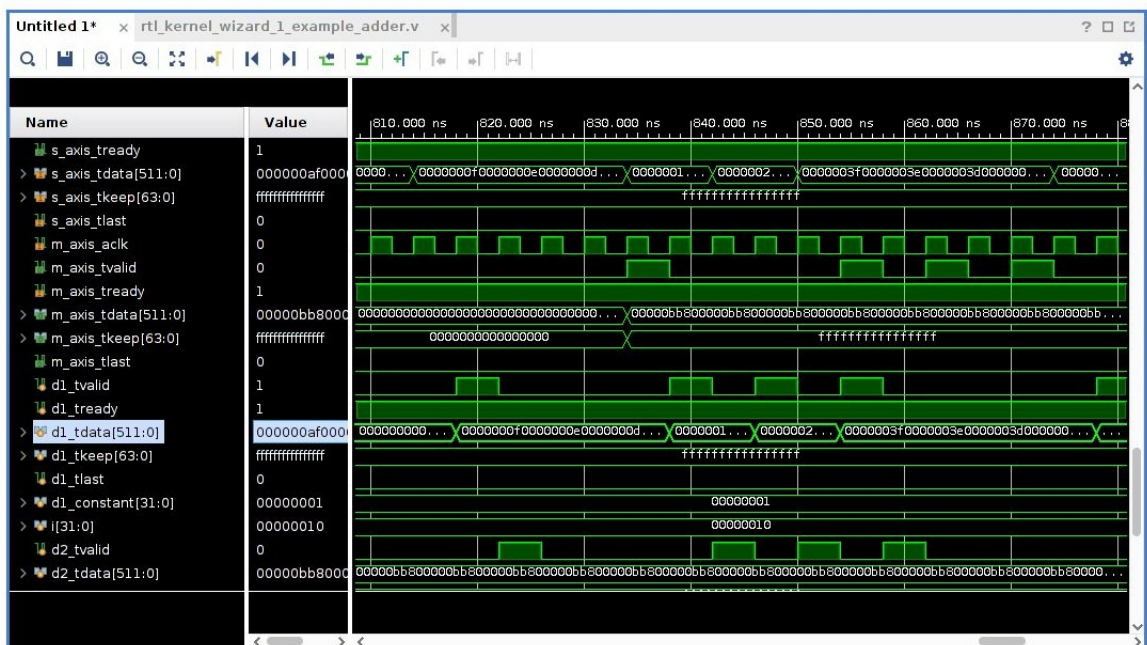 Untitled 1* x rtl_kernel_wizard_1_example_adder.v x ?
Name Value 810.000 ns 820.000 ns 830.000 ns 840.000 ns 850.000 ns 860.000 ns 870.000 ns 88
s_axis_tready 1
> s_axis_tdata[511:0] 000000af000 0000... 0000000f0000000e0000000d... 0000001... 0000002... 0000003f0000003e0000003d000000... 00000...
> s_axis_tkeep[63:0] ffffffffffffffff ffffffffffffffff
s_axis_tlast 0
m_axis_aclk 0
m_axis_tvalid 0
m_axis_tready 1
> m_axis_tdata[511:0] 00000bb8000 00000000000000000000000000000000... 00000bb800000bb800000bb800000bb800000bb800000bb800000bb800000bb...
> m_axis_tkeep[63:0] ffffffffffffffff 0000000000000000 ffffffffffffffff
m_axis_tlast 0
d1_tvalid 1
d1_tready 1
> d1_tdata[511:0] 000000af000 000000000... 0000000f0000000e0000000d... 0000001... 0000002... 0000003f0000003e0000003d000000... ...
> d1_tkeep[63:0] ffffffffffffffff ffffffffffffffff
d1_tlast 0
> d1_constant[31:0] 00000001 00000001
> i[31:0] 00000010 00000010
d2_tvalid 0
> d2_tdata[511:0] 00000bb8000 00000bb800000bb800000bb800000bb800000bb800000bb800000bb800000bb800000bb80000...